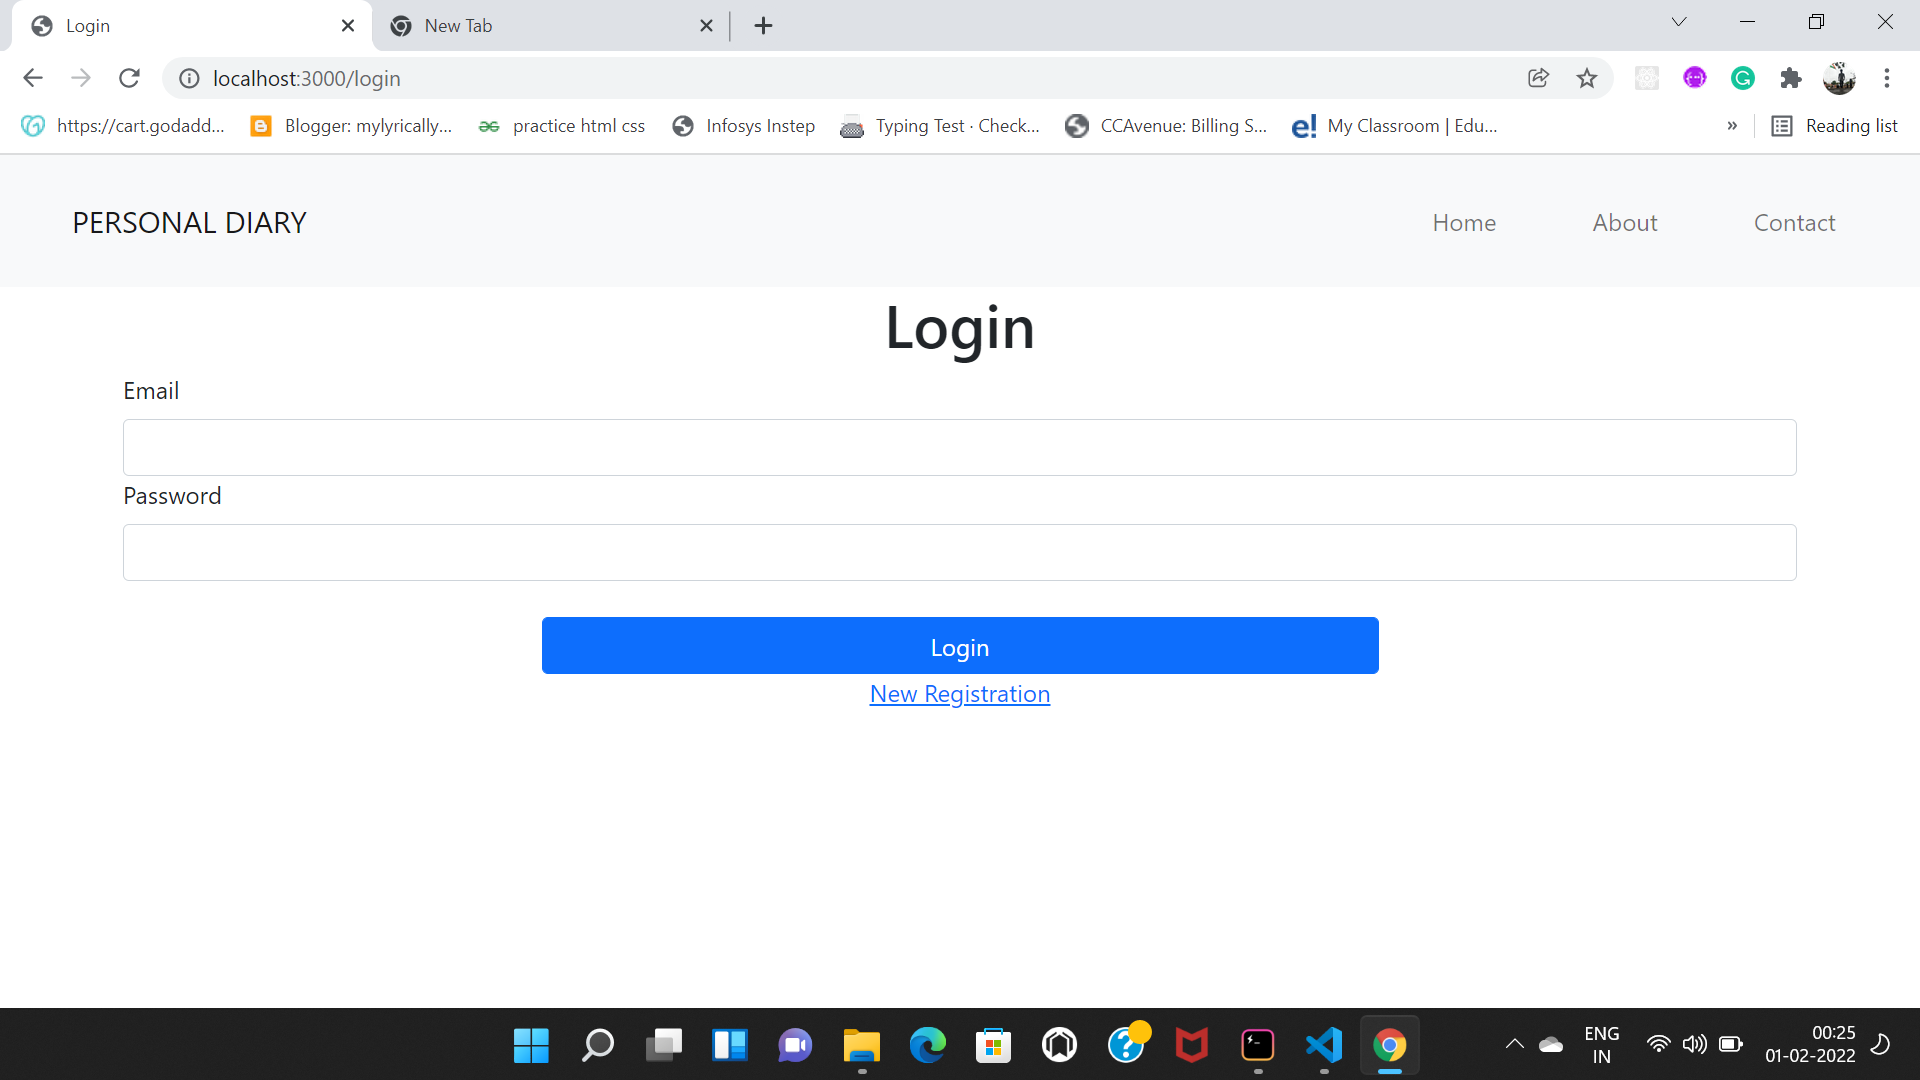 Login
New Tab
localhost:3000/login
https://cart.godadd...
Blogger: mylyrically...
practice html css
Infosys Instep
Typing Test · Check...
CCAvenue: Billing S...
e! My Classroom | Edu...
»
Reading list
PERSONAL DIARY
Home
About
Contact
Login
Email
Password
Login
New Registration
ENG
IN
00:25
01-02-2022